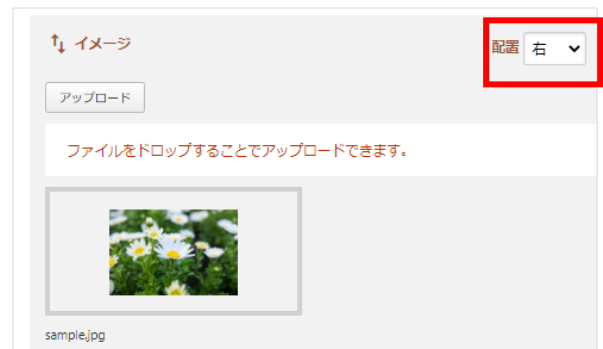 イメージ
配置 右
アップロード
ファイルをドロップすることでアップロードできます。
sample.jpg